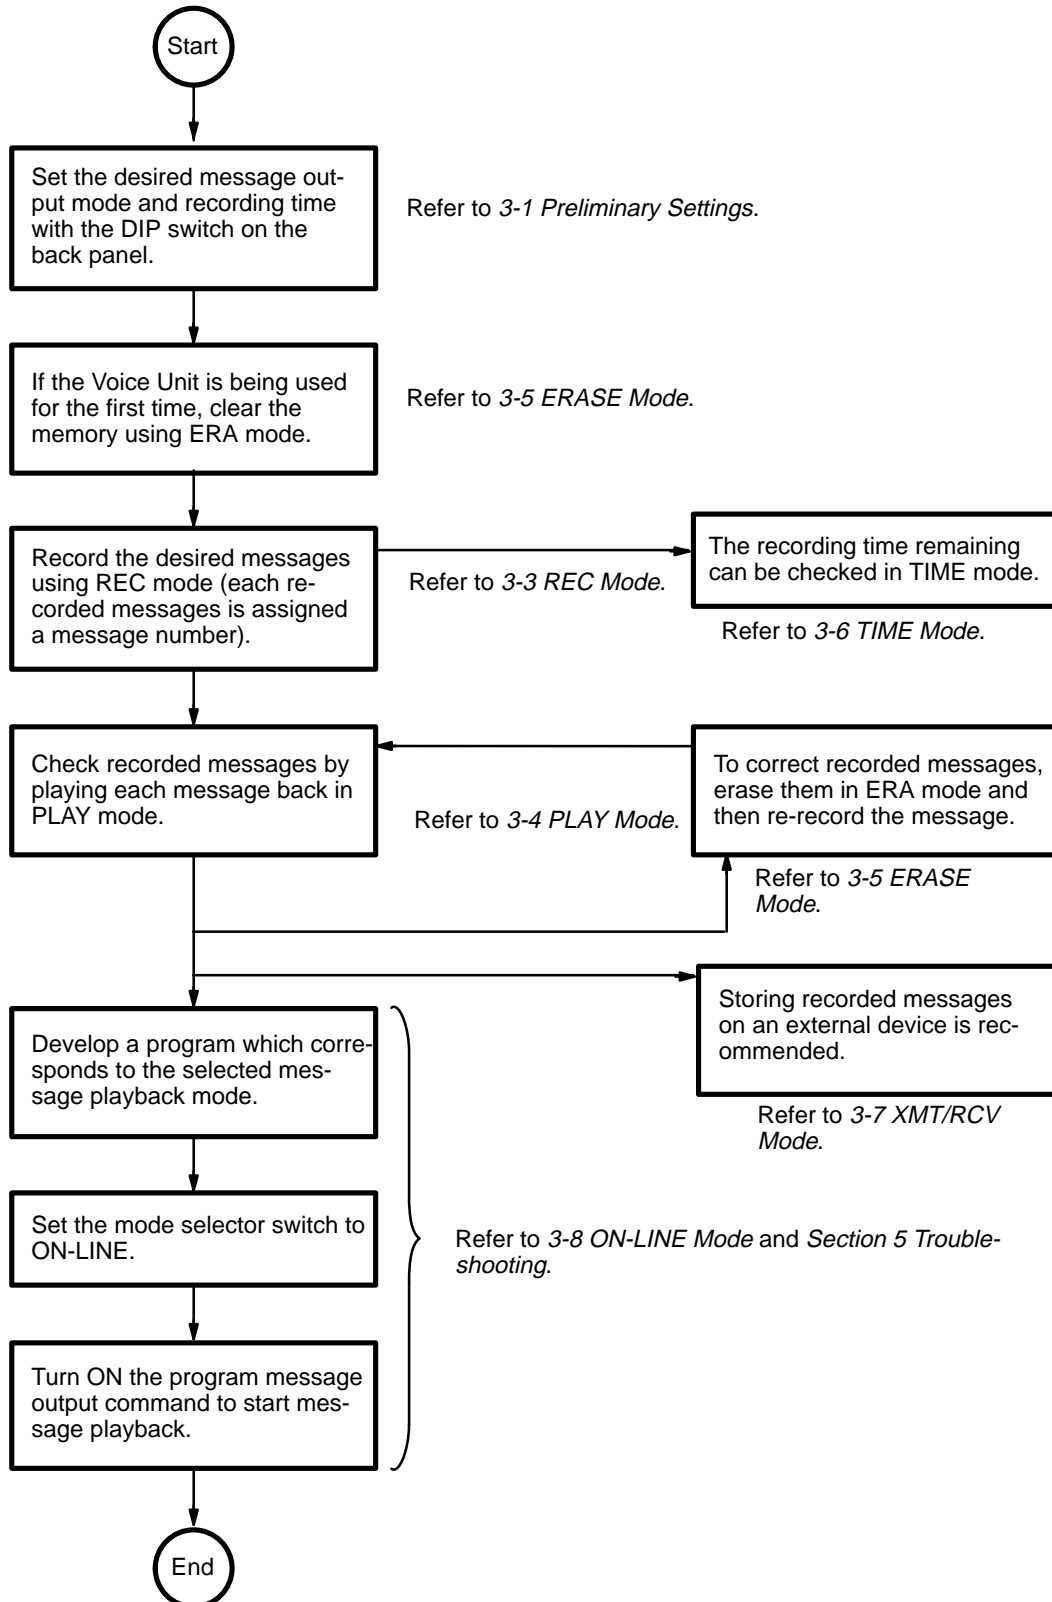 Start
Set the desired message out-
put mode and recording time
with the DIP switch on the
back panel.
Refer to 3-1 Preliminary Settings.
If the Voice Unit is being used
for the first time, clear the
memory using ERA mode.
Refer to 3-5 ERASE Mode.
Record the desired messages
using REC mode (each re-
corded messages is assigned
a message number).
Refer to 3-3 REC Mode.
The recording time remaining
can be checked in TIME mode.
Refer to 3-6 TIME Mode.
Check recorded messages by
playing each message back in
PLAY mode.
Refer to 3-4 PLAY Mode.
To correct recorded messages,
erase them in ERA mode and
then re-record the message.
Refer to 3-5 ERASE
Mode.
Storing recorded messages
on an external device is rec-
ommended.
Refer to 3-7 XMT/RCV
Mode.
Develop a program which corre-
sponds to the selected mes-
sage playback mode.
Set the mode selector switch to
ON-LINE.
Refer to 3-8 ON-LINE Mode and Section 5 Trouble-
shooting.
Turn ON the program message
output command to start mes-
sage playback.
End